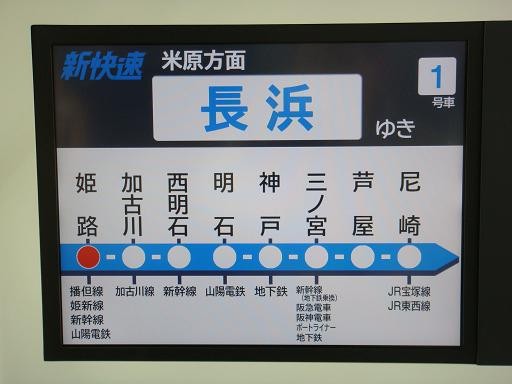 新快速
米原方面
長浜
ゆき
1
号車
姫路
加古川
西明石
明石
神戸
三ノ宮
芦屋
尼崎
播但線
姫新線
新幹線
山陽電鉄
加古川線
新幹線
山陽電鉄
地下鉄
新幹線
(地下鉄乗換)
阪急電車
阪神電車
ポートライナー
地下鉄
JR宝塚線
JR東西線